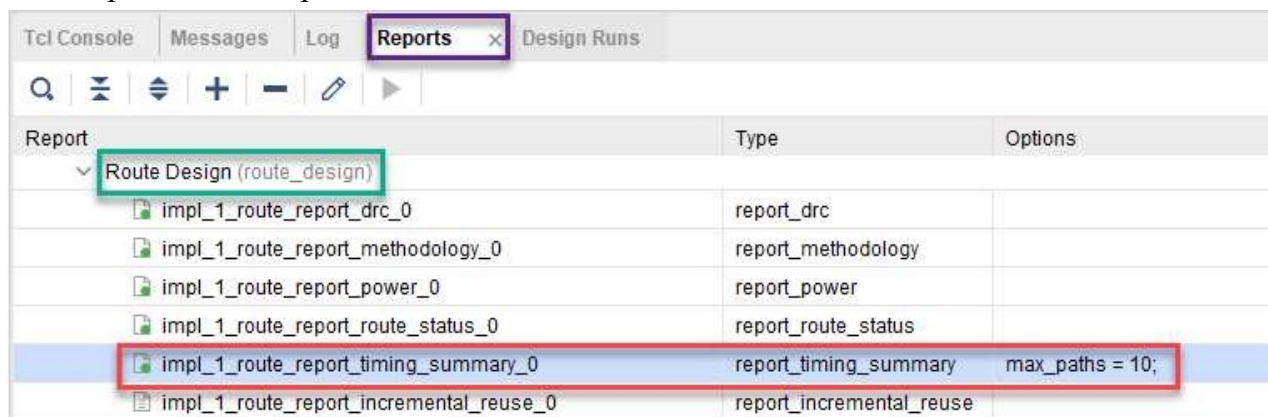 Tcl Console Messages Log Reports × Design Runs
Report Type Options
Route Design (route_design)
impl_1_route_report_drc_0 report_drc
impl_1_route_report_methodology_0 report_methodology
impl_1_route_report_power_0 report_power
impl_1_route_report_route_status_0 report_route_status
impl_1_route_report_timing_summary_0 report_timing_summary max_paths = 10;
impl_1_route_report_incremental_reuse_0 report_incremental_reuse